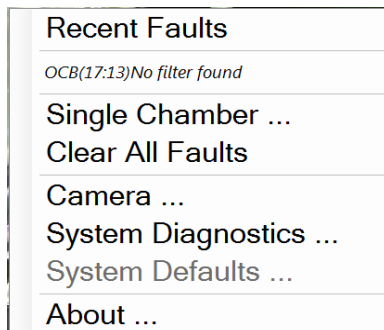 Recent Faults
OCB(17:13)No filter found
Single Chamber ...
Clear All Faults
Camera ...
System Diagnostics ...
System Defaults ...
About ...